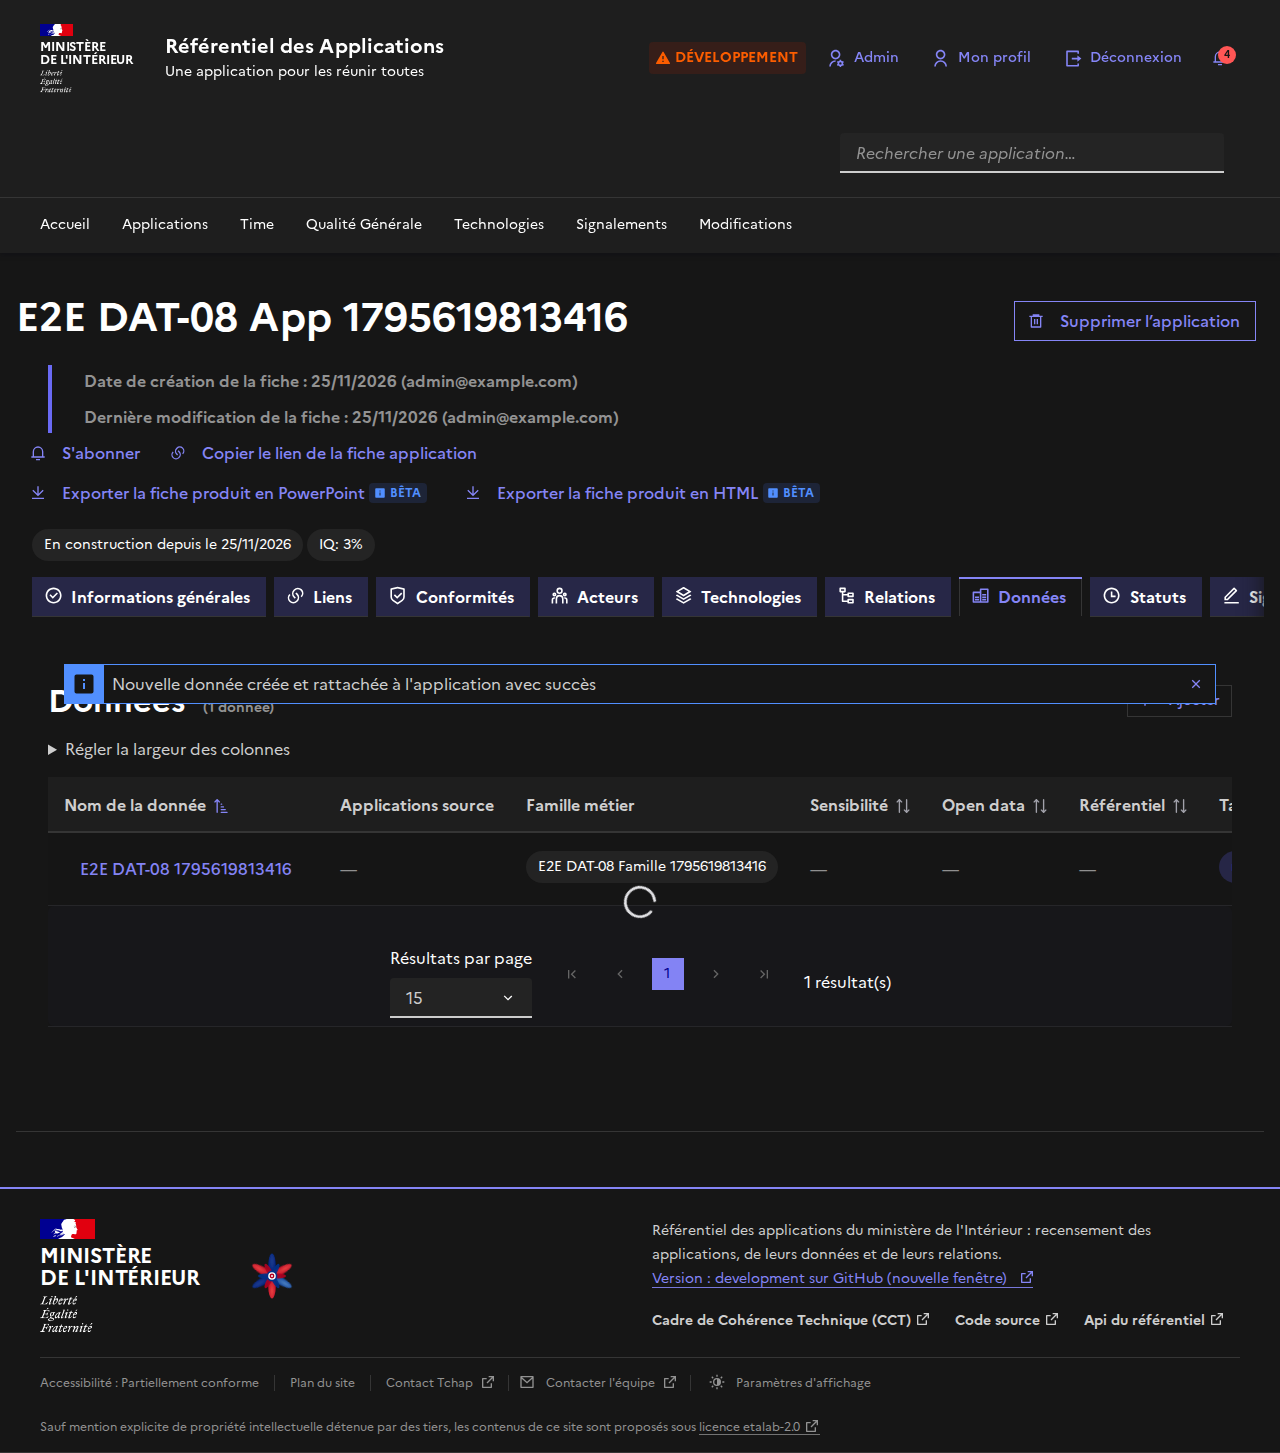 MINISTÈRE
DE L'INTÉRIEUR
Liberté
Égalité
Fraternité
Référentiel des Applications
Une application pour les réunir toutes
DÉVELOPPEMENT
Admin
Mon profil
Déconnexion
4
Rechercher une application...
Accueil
Applications
Time
Qualité Générale
Technologies
Signalements
Modifications
E2E DAT-08 App 1795619813416
Supprimer l’application
Date de création de la fiche : 25/11/2026 (admin@example.com)
Dernière modification de la fiche : 25/11/2026 (admin@example.com)
S'abonner
Copier le lien de la fiche application
Exporter la fiche produit en PowerPoint
BÊTA
Exporter la fiche produit en HTML
BÊTA
En construction depuis le 25/11/2026
IQ: 3%
Informations générales
Liens
Conformités
Acteurs
Technologies
Relations
Données
Statuts
Nouvelle donnée créée et rattachée à l'application avec succès
Données
(1 donnée)
Ajouter
Régler la largeur des colonnes
Nom de la donnée
Applications source
Famille métier
Sensibilité
Open data
Référentiel
E2E DAT-08 1795619813416
—
E2E DAT-08 Famille 1795619813416
—
—
—
Résultats par page
15
1
1 résultat(s)
MINISTÈRE
DE L'INTÉRIEUR
Liberté
Égalité
Fraternité
Référentiel des applications du ministère de l'Intérieur : recensement des
applications, de leurs données et de leurs relations.
Version : development sur GitHub (nouvelle fenêtre)
Cadre de Cohérence Technique (CCT)
Code source
Api du référentiel
Accessibilité : Partiellement conforme
Plan du site
Contact Tchap
Contacter l'équipe
Paramètres d'affichage
Sauf mention explicite de propriété intellectuelle détenue par des tiers, les contenus de ce site sont proposés sous licence etalab-2.0